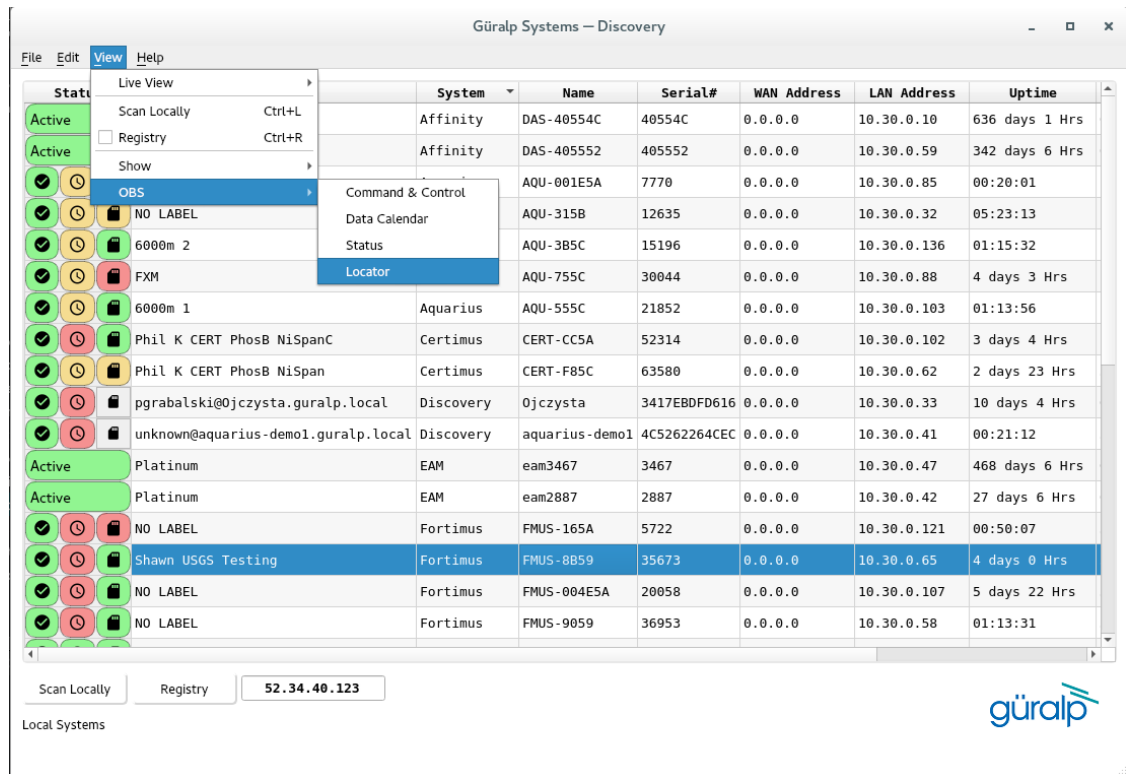 Güralp Systems — Discovery
File Edit View Help
Live View
Scan Locally Ctrl+L
Registry Ctrl+R
Show
OBS
Command & Control
Data Calendar
Status
Locator
System Name Serial# WAN Address LAN Address Uptime
Active Affinity DAS-40554C 40554C 0.0.0.0 10.30.0.10 636 days 1 Hrs
Active Affinity DAS-405552 405552 0.0.0.0 10.30.0.59 342 days 6 Hrs
AQU-001E5A 7770 0.0.0.0 10.30.0.85 00:20:01
NO LABEL AQU-315B 12635 0.0.0.0 10.30.0.32 05:23:13
6000m 2 AQU-3B5C 15196 0.0.0.0 10.30.0.136 01:15:32
FXM AQU-755C 30044 0.0.0.0 10.30.0.88 4 days 3 Hrs
6000m 1 Aquarius AQU-555C 21852 0.0.0.0 10.30.0.103 01:13:56
Phil K CERT PhosB NiSpanC Certimus CERT-CC5A 52314 0.0.0.0 10.30.0.102 3 days 4 Hrs
Phil K CERT PhosB NiSpan Certimus CERT-F85C 63580 0.0.0.0 10.30.0.62 2 days 23 Hrs
pgrabalski@Ojczysta.guralp.local Discovery Ojczysta 3417EBDFD616 0.0.0.0 10.30.0.33 10 days 4 Hrs
unknown@aquarius-demo1.guralp.local Discovery aquarius-demo1 4C5262264CEC 0.0.0.0 10.30.0.41 00:21:12
Active Platinum EAM eam3467 3467 0.0.0.0 10.30.0.47 468 days 6 Hrs
Active Platinum EAM eam2887 2887 0.0.0.0 10.30.0.42 27 days 6 Hrs
NO LABEL Fortimus FMUS-165A 5722 0.0.0.0 10.30.0.121 00:50:07
Shawn USGS Testing Fortimus FMUS-8B59 35673 0.0.0.0 10.30.0.65 4 days 0 Hrs
NO LABEL Fortimus FMUS-004E5A 20058 0.0.0.0 10.30.0.107 5 days 22 Hrs
NO LABEL Fortimus FMUS-9059 36953 0.0.0.0 10.30.0.58 01:13:31
Scan Locally Registry 52.34.40.123
güralp
Local Systems